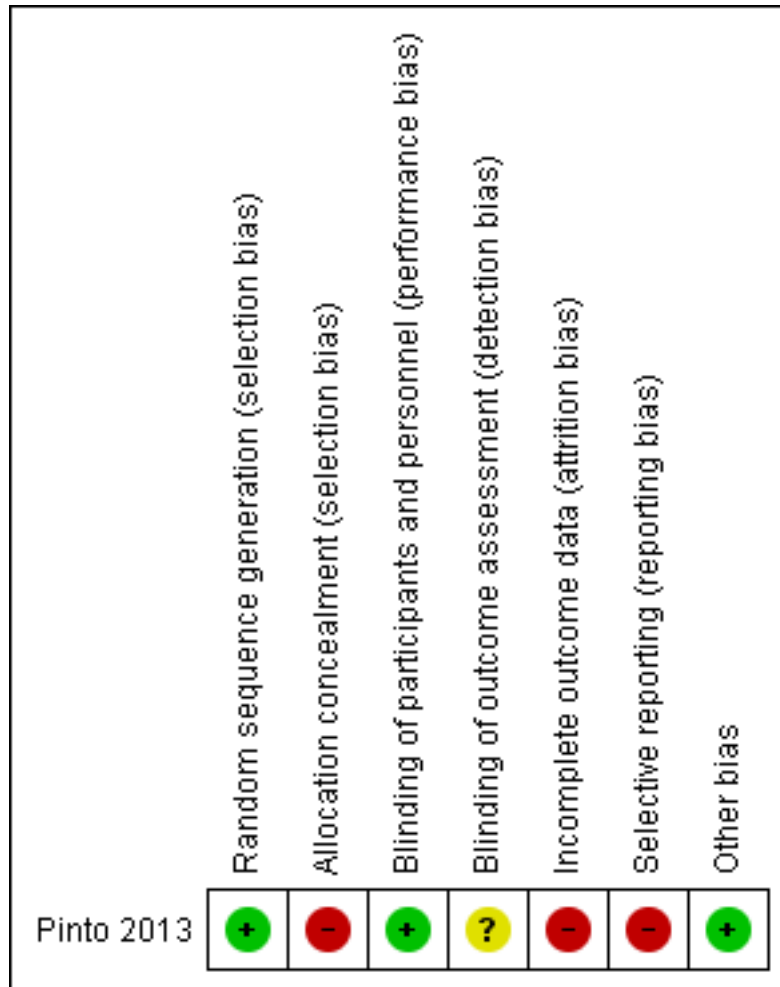 Random sequence generation (selection bias)
Allocation concealment (selection bias)
Blinding of participants and personnel (performance bias)
Blinding of outcome assessment (detection bias)
Incomplete outcome data (attrition bias)
Selective reporting (reporting bias)
Other bias
Pinto 2013 + - + ? - - +